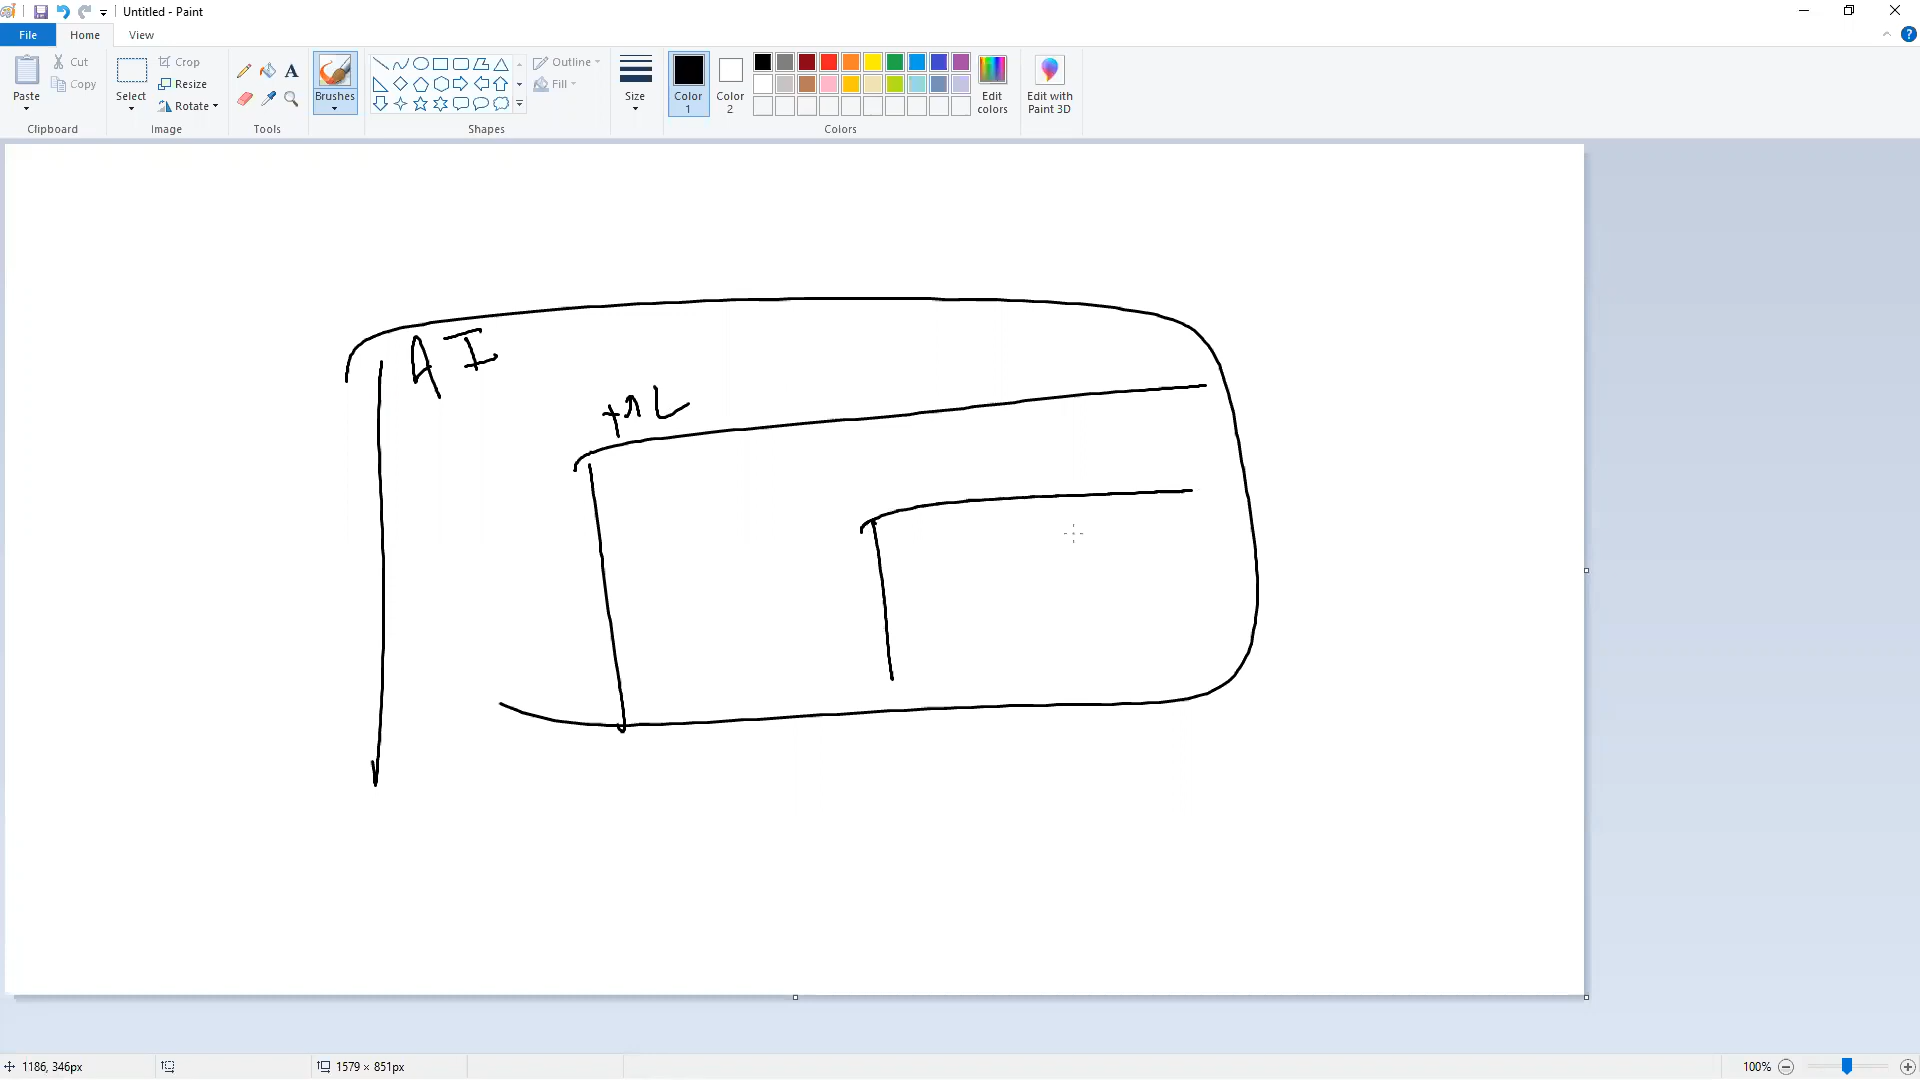 Untitled - Paint
File
Home
View
Paste
Cut
Copy
Clipboard
Select
Crop
Resize
Rotate
Image
A
Tools
Brushes
Shapes
Outline
Fill
Size
Color 1
Color 2
Colors
Edit colors
Edit with Paint 3D
?
AI
1186, 346px
1579 × 851px
100%